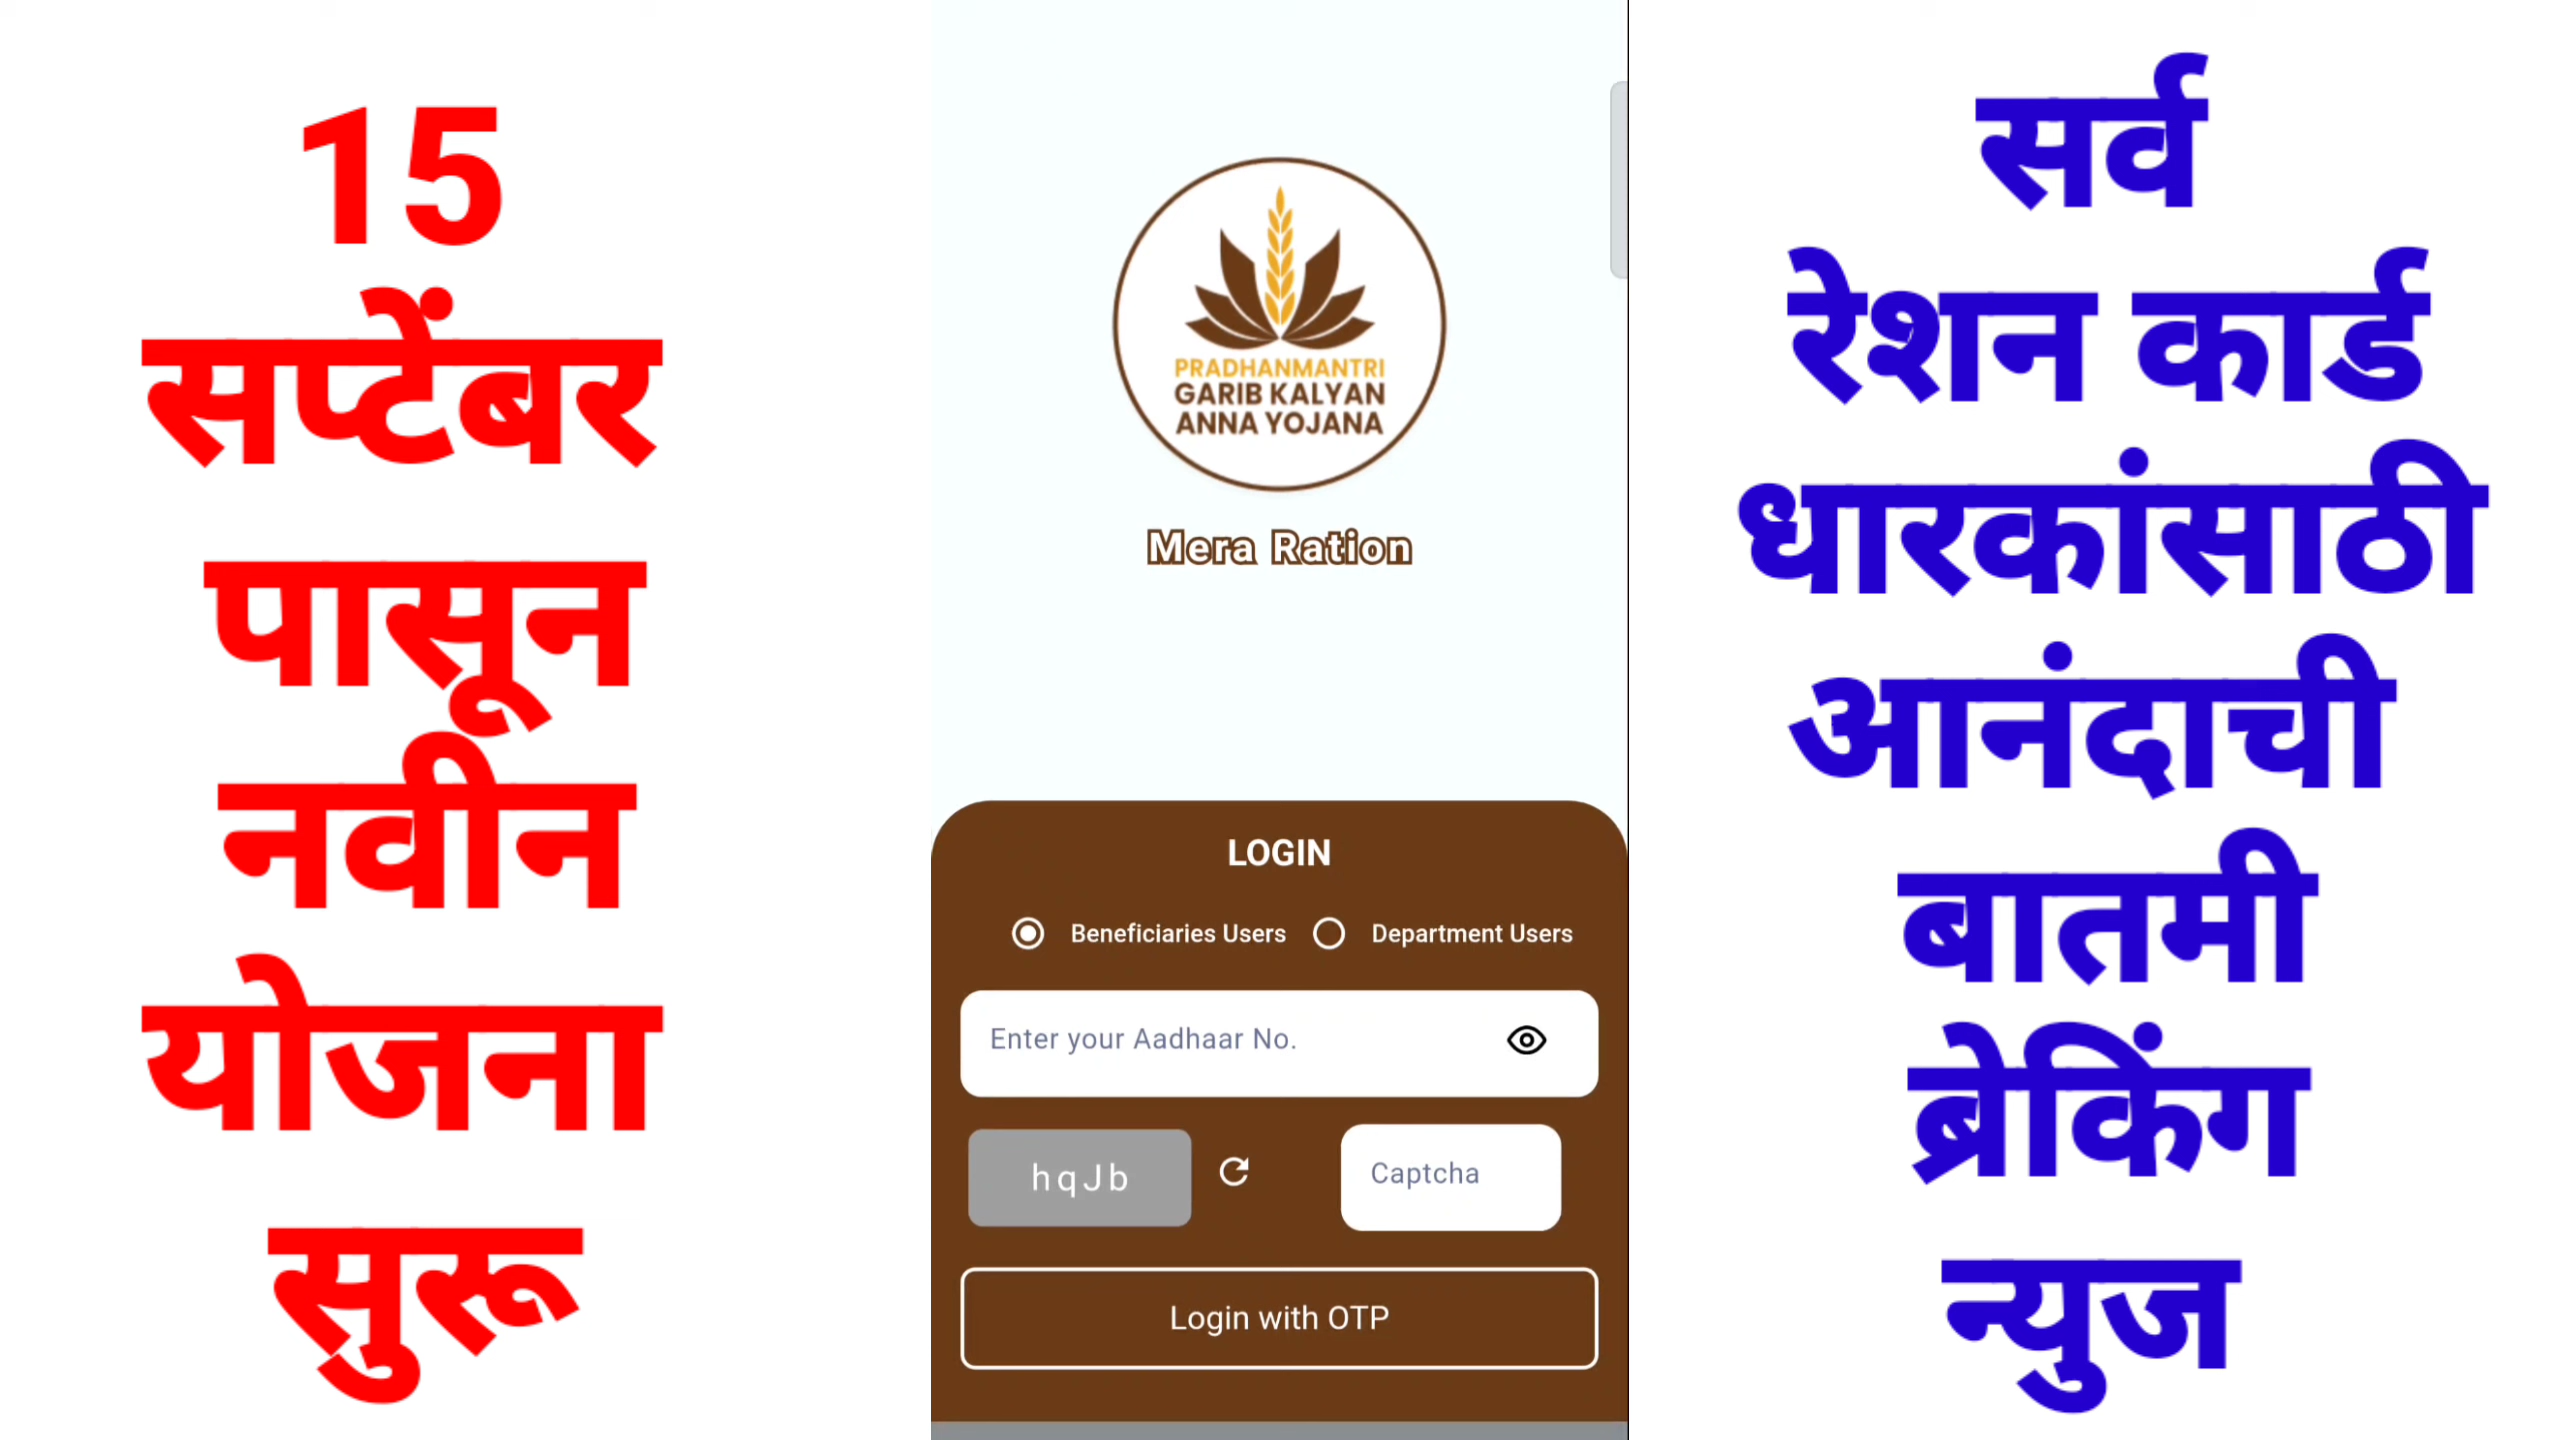 15
सप्टेंबर
पासून
नवीन
योजना
सुरू
PRADHANMANTRI
GARIB KALYAN
ANNA YOJANA
Mera Ration
LOGIN
Beneficiaries Users Department Users
Enter your Aadhaar No.
hqJb Captcha
Login with OTP
सर्व
रेशन कार्ड
धारकांसाठी
आनंदाची
बातमी
ब्रेकिंग
न्युज